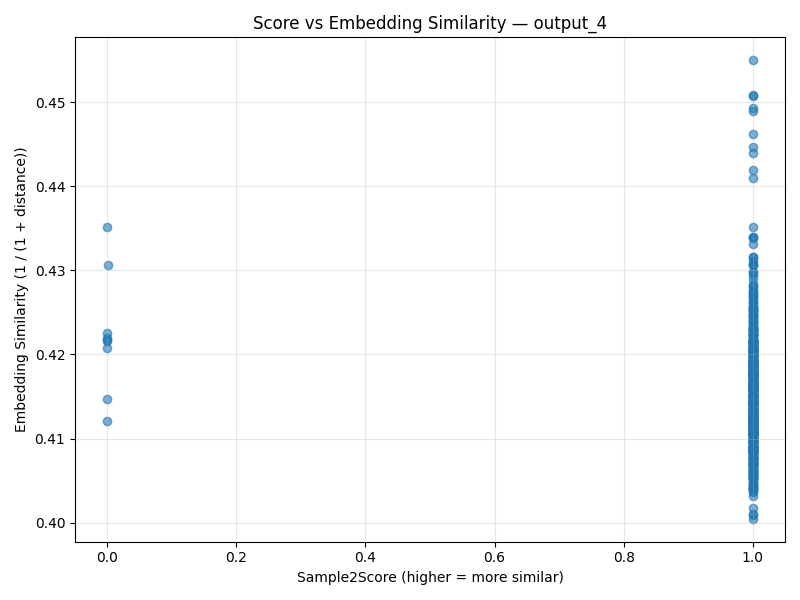 Score vs Embedding Similarity — output_4
Embedding Similarity (1 / (1 + distance))
0.45
0.44
0.43
0.42
0.41
0.40
0.0 0.2 0.4 0.6 0.8 1.0
Sample2Score (higher = more similar)